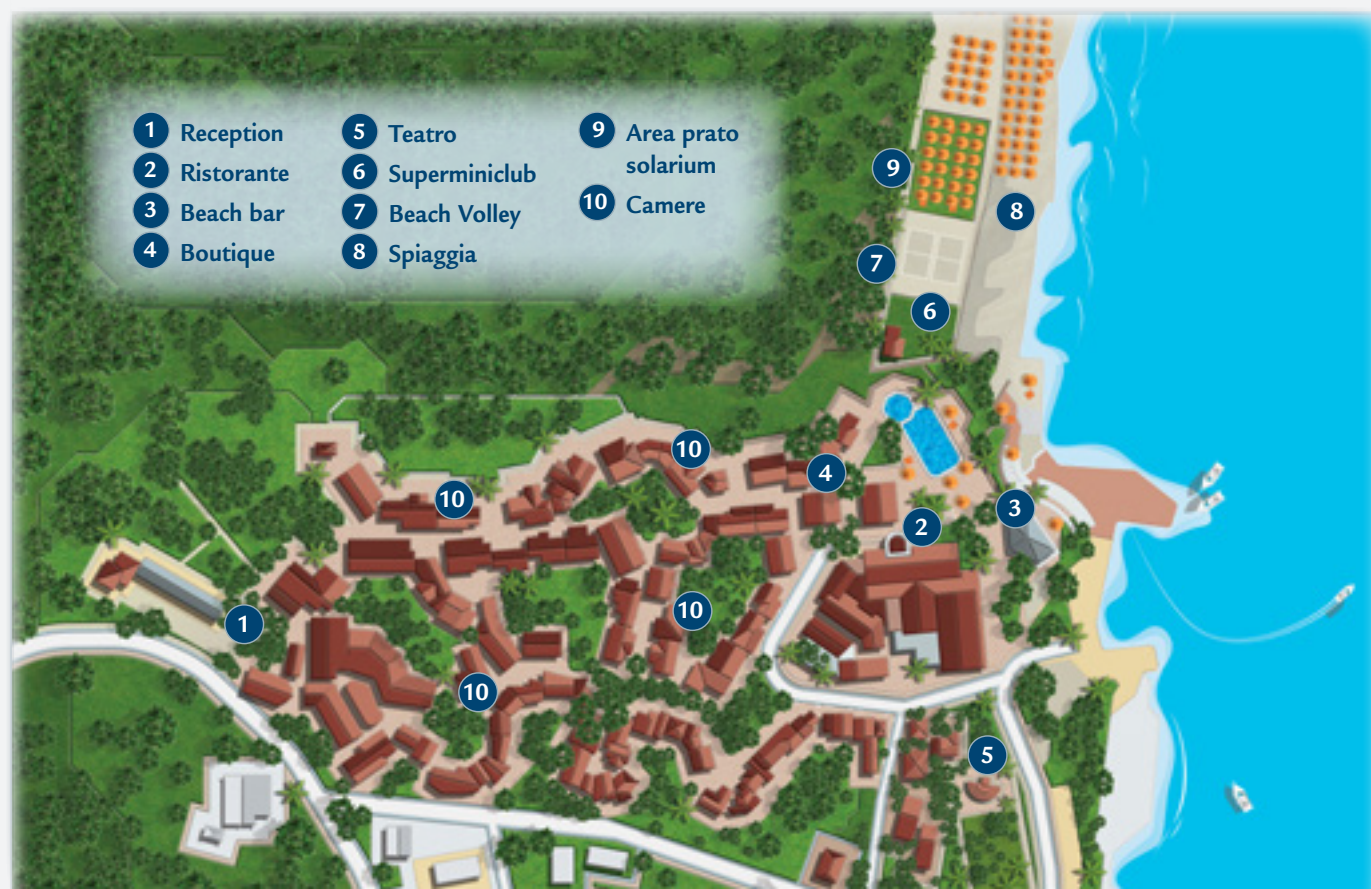 1 Reception
2 Ristorante
3 Beach bar
4 Boutique
5 Teatro
6 Superminiclub
7 Beach Volley
8 Spiaggia
9 Area prato
solarium
10 Camere
9
8
7
6
10
4
10
3
2
10
1
10
5